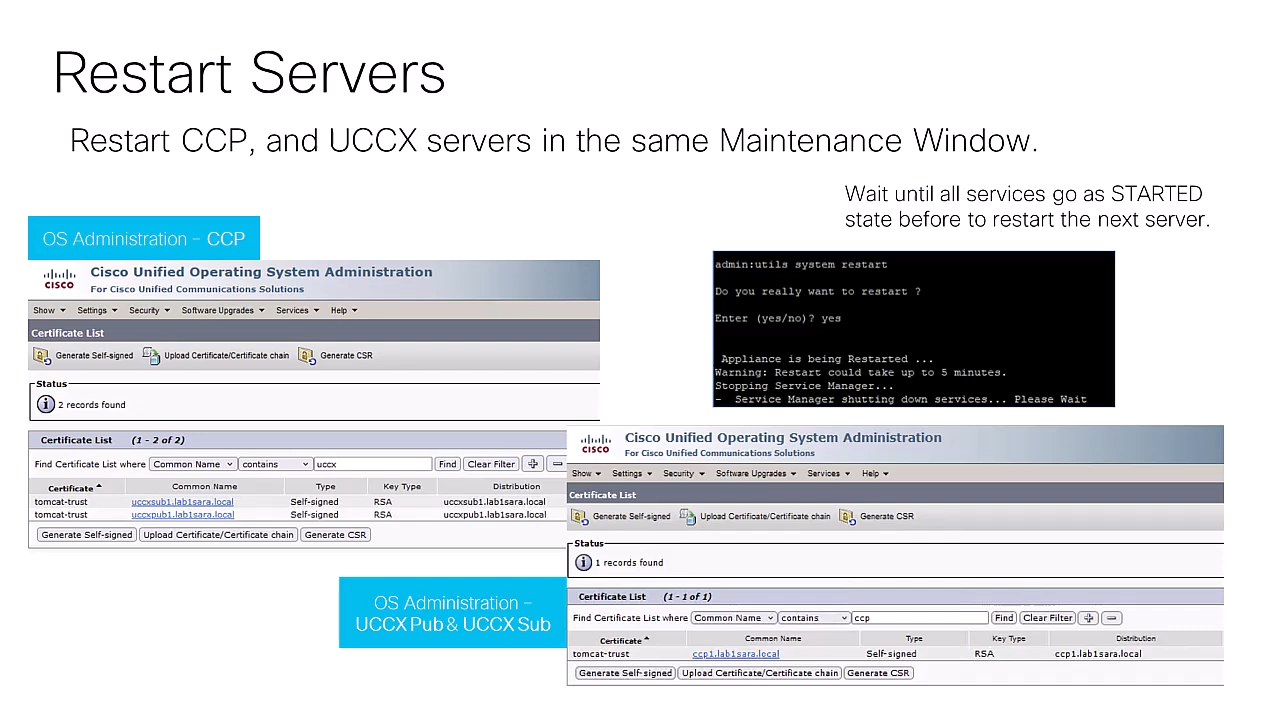 Restart Servers
Restart CCP, and UCCX servers in the same Maintenance Window.
Wait until all services go as STARTED
state before to restart the next server.
OS Administration – CCP
CISCO
Cisco Unified Operating System Administration
For Cisco Unified Communications Solutions
Show Settings Security Software Upgrades Services Help
Certificate List
Generate Self-signed Upload Certificate/Certificate chain Generate CSR
Status
2 records found
Certificate List (1 - 2 of 2)
Find Certificate List where Common Name contains uccx Find Clear Filter
Certificate Common Name Type Key Type Distribution
tomcat-trust uccxsub1.lab1sara.local Self-signed RSA uccxsub1.lab1sara.local
tomcat-trust uccxpub1.lab1sara.local Self-signed RSA uccxpub1.lab1sara.local
Generate Self-signed Upload Certificate/Certificate chain Generate CSR
admin:utils system restart
Do you really want to restart ?
Enter (yes/no)? yes
Appliance is being Restarted ...
Warning: Restart could take up to 5 minutes.
Stopping Service Manager...
- Service Manager shutting down services... Please Wait
OS Administration –
UCCX Pub & UCCX Sub
CISCO
Cisco Unified Operating System Administration
For Cisco Unified Communications Solutions
Show Settings Security Software Upgrades Services Help
Certificate List
Generate Self-signed Upload Certificate/Certificate chain Generate CSR
Status
1 records found
Certificate List (1 - 1 of 1)
Find Certificate List where Common Name contains ccp Find Clear Filter
Certificate Common Name Type Key Type Distribution
tomcat-trust ccp1.lab1sara.local Self-signed RSA ccp1.lab1sara.local
Generate Self-signed Upload Certificate/Certificate chain Generate CSR